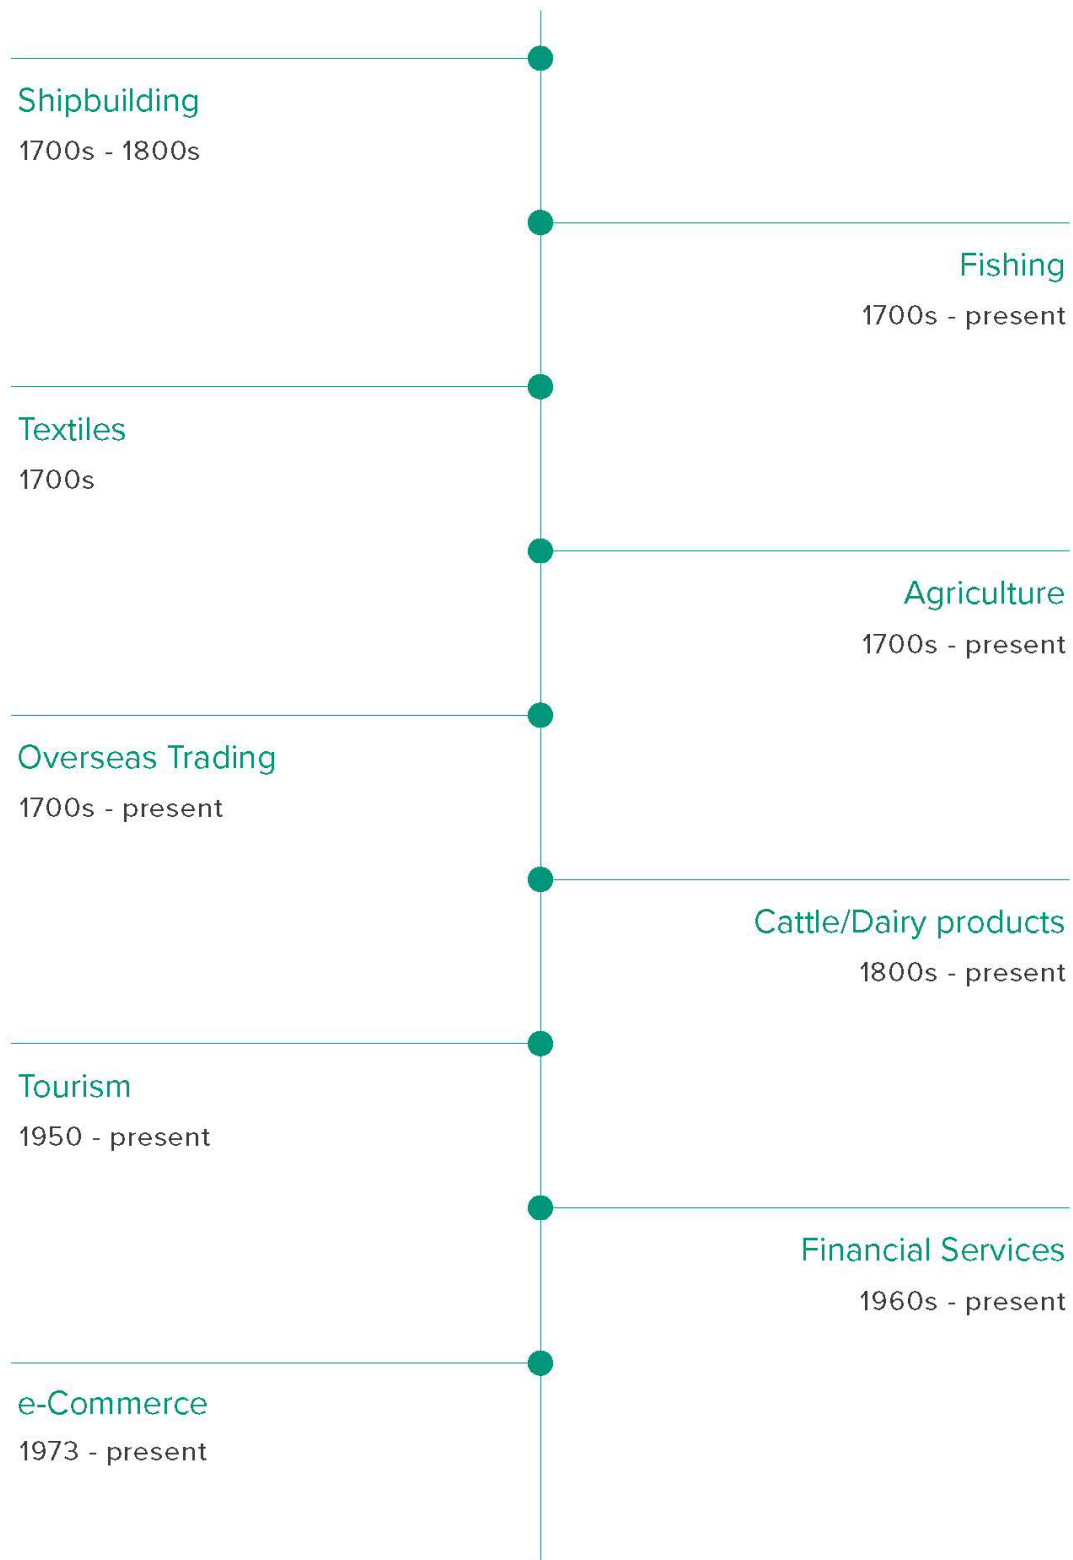 Shipbuilding
1700s - 1800s
Fishing
1700s - present
Textiles
1700s
Agriculture
1700s - present
Overseas Trading
1700s - present
Cattle/Dairy products
1800s - present
Tourism
1950 - present
Financial Services
1960s - present
e-Commerce
1973 - present